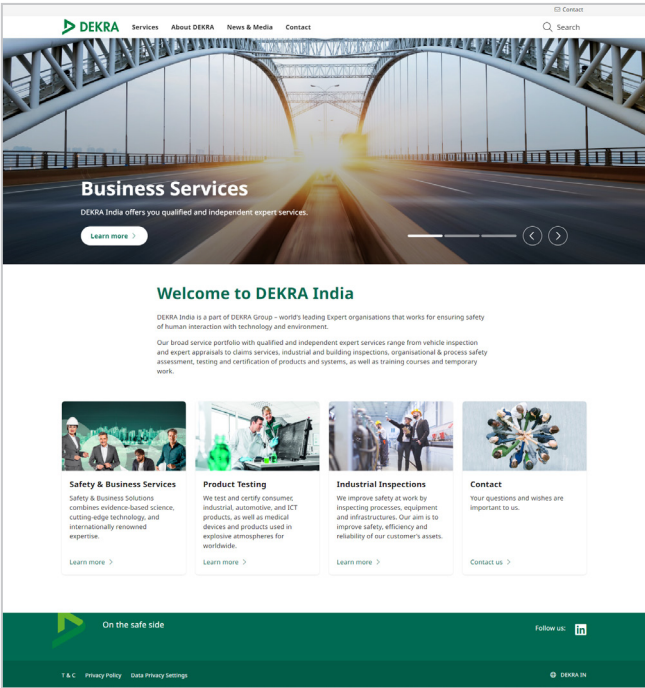 Contact
DEKRA
Services
About DEKRA
News & Media
Contact
Search
Business Services
DEKRA India offers you qualified and independent expert services.
Learn more
Welcome to DEKRA India
DEKRA India is a part of DEKRA Group – world's leading Expert organisations that works for ensuring safety
of human interaction with technology and environment.
Our broad service portfolio with qualified and independent expert services range from vehicle inspection
and expert appraisals to claims services, industrial and building inspections, organisational & process safety
assessment, testing and certification of products and systems, as well as training courses and temporary
work.
Safety & Business Services
Safety & Business Solutions
combines evidence-based science,
cutting-edge technology, and
internationally renowned
expertise.
Learn more
Product Testing
We test and certify consumer,
industrial, automotive, and ICT
products, as well as medical
devices and products used in
explosive atmospheres for
worldwide.
Learn more
Industrial Inspections
We improve safety at work by
inspecting processes, equipment
and infrastructures. Our aim is to
improve safety, efficiency and
reliability of our customer's assets.
Learn more
Contact
Your questions and wishes are
important to us.
Contact us
On the safe side
Follow us:
in
T & C
Privacy Policy
Data Privacy Settings
DEKRA IN